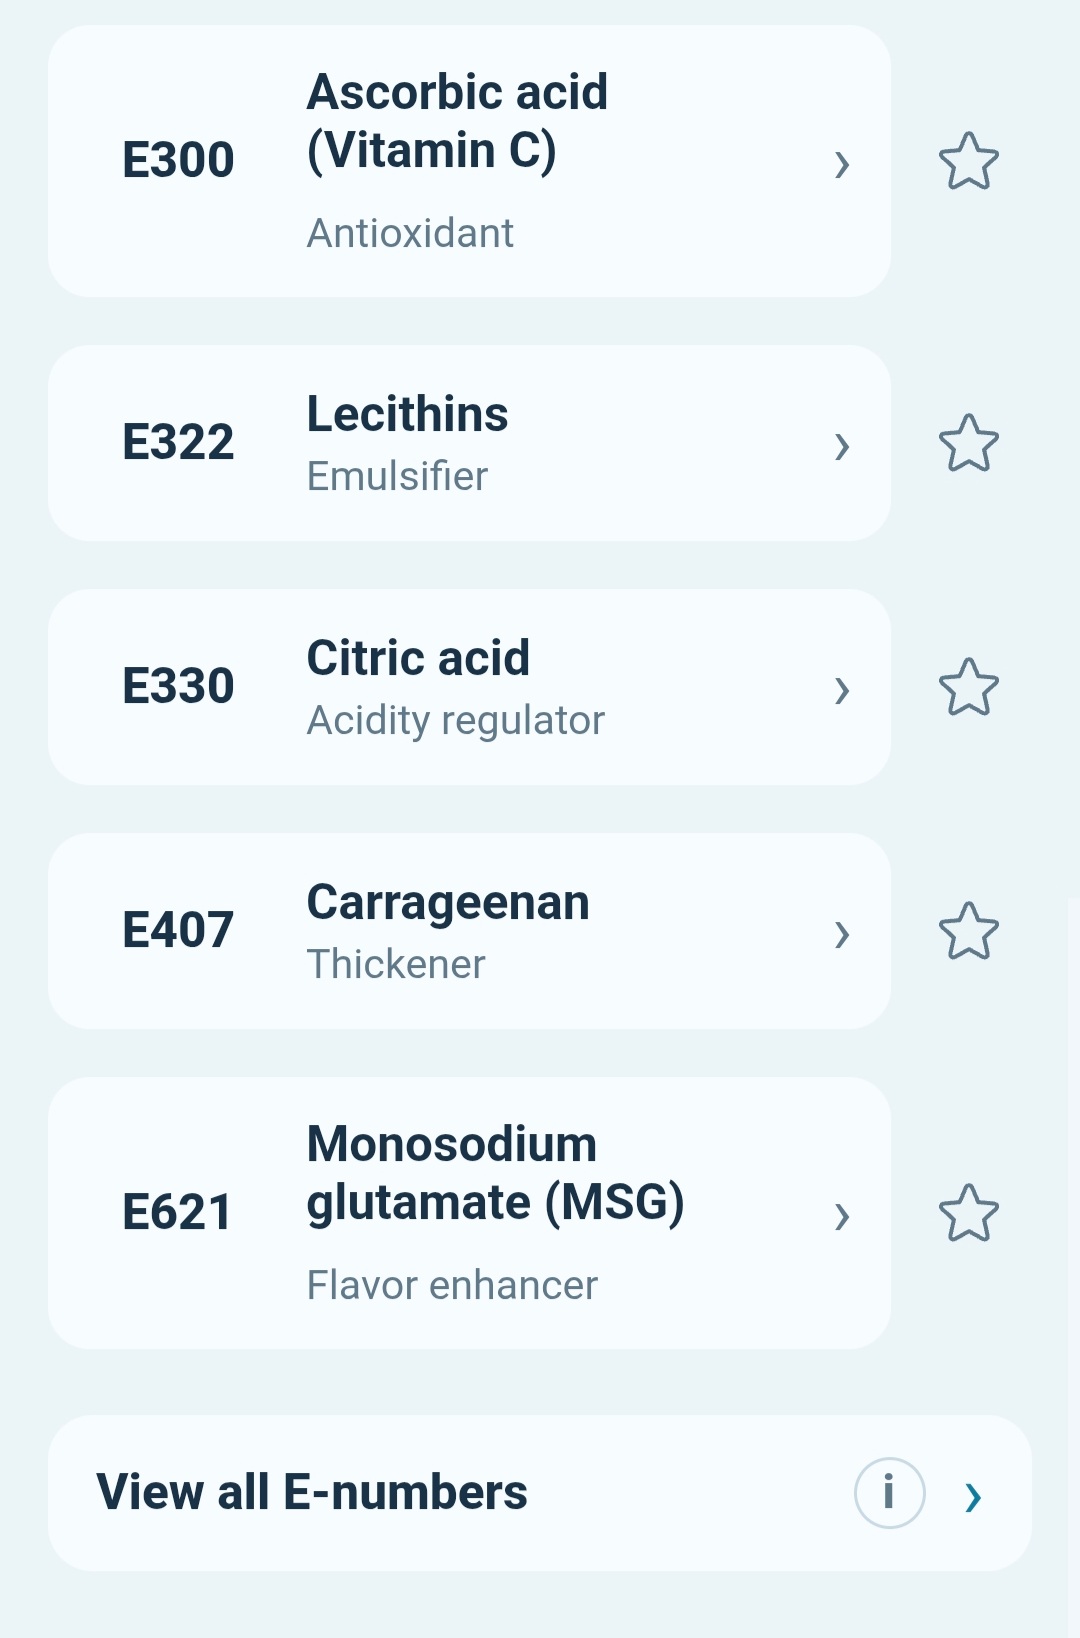 E300
Ascorbic acid
(Vitamin C)
Antioxidant
›
E322
Lecithins
Emulsifier
›
E330
Citric acid
Acidity regulator
›
E407
Carrageenan
Thickener
›
E621
Monosodium
glutamate (MSG)
Flavor enhancer
›
View all E-numbers
i ›